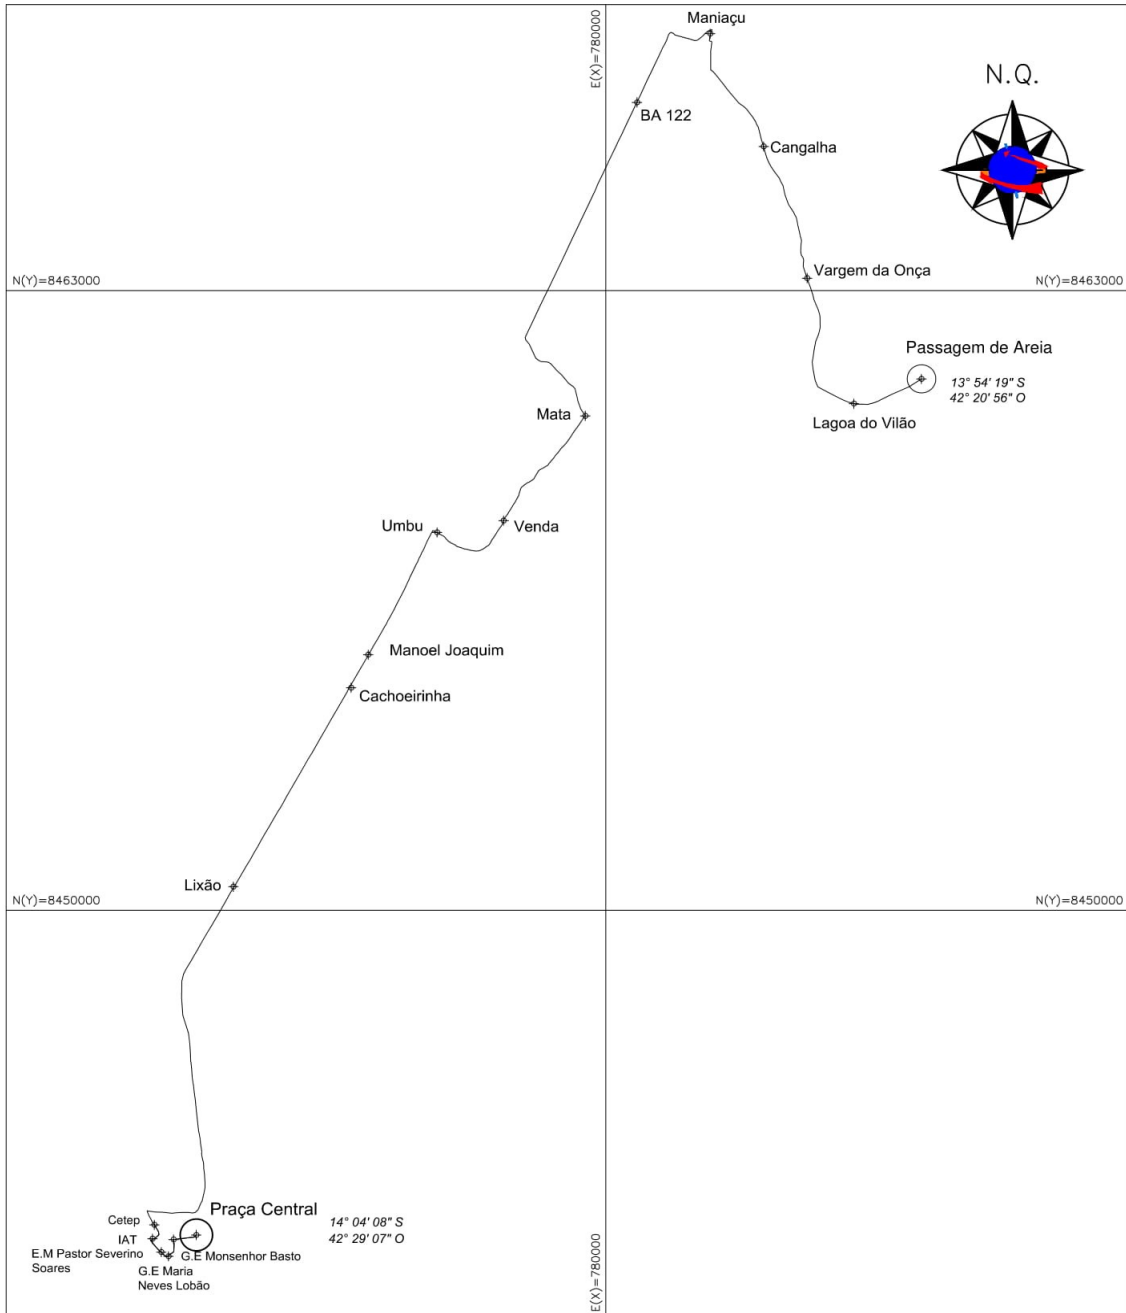 Maniaçu
E(X)=780000
N.Q.
BA 122
Cangalha
Vargem da Onça
N(Y)=8463000
N(Y)=8463000
Passagem de Areia
13° 54' 19" S
42° 20' 56" O
Mata
Lagoa do Vilão
Umbu
Venda
Manoel Joaquim
Cachoeirinha
Lixão
N(Y)=8450000
N(Y)=8450000
Praça Central
Cetep
14° 04' 08" S
IAT
42° 29' 07" O
E.M Pastor Severino
Soares
G.E Monsenhor Basto
G.E Maria
Neves Lobão
E(X)=780000